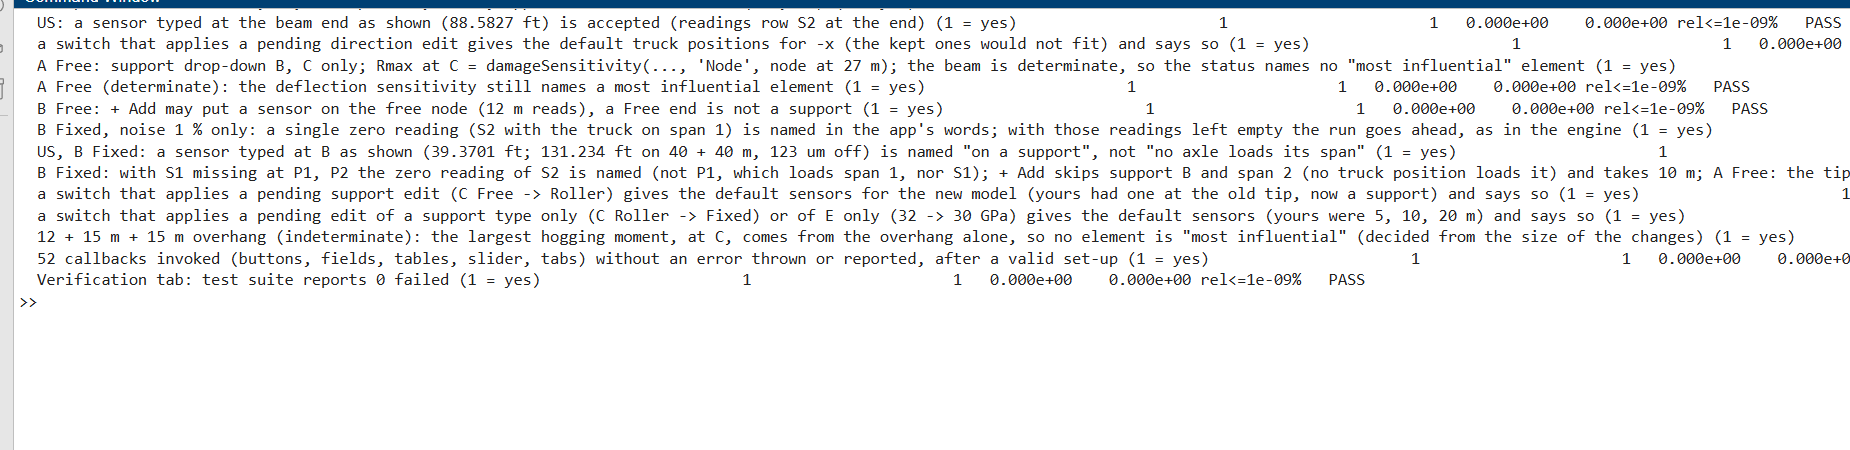 US: a sensor typed at the beam end as shown (88.5827 ft) is accepted (readings row S2 at the end) (1 = yes) 1 1 0.000e+00 0.000e+00 rel<=1e-09% PASS
a switch that applies a pending direction edit gives the default truck positions for -x (the kept ones would not fit) and says so (1 = yes) 1 1 0.000e+00
A Free: support drop-down B, C only; Rmax at C = damageSensitivity(..., 'Node', node at 27 m); the beam is determinate, so the status names no "most influential" element (1 = yes)
A Free (determinate): the deflection sensitivity still names a most influential element (1 = yes) 1 1 0.000e+00 0.000e+00 rel<=1e-09% PASS
B Free: + Add may put a sensor on the free node (12 m reads), a Free end is not a support (1 = yes) 1 1 0.000e+00 0.000e+00 rel<=1e-09% PASS
B Fixed, noise 1 % only: a single zero reading (S2 with the truck on span 1) is named in the app's words; with those readings left empty the run goes ahead, as in the engine (1 = yes)
US, B Fixed: a sensor typed at B as shown (39.3701 ft; 131.234 ft on 40 + 40 m, 123 um off) is named "on a support", not "no axle loads its span" (1 = yes) 1
B Fixed: with S1 missing at P1, P2 the zero reading of S2 is named (not P1, which loads span 1, nor S1); + Add skips support B and span 2 (no truck position loads it) and takes 10 m; A Free: the tip
a switch that applies a pending support edit (C Free -> Roller) gives the default sensors for the new model (yours had one at the old tip, now a support) and says so (1 = yes) 1
a switch that applies a pending edit of a support type only (C Roller -> Fixed) or of E only (32 -> 30 GPa) gives the default sensors (yours were 5, 10, 20 m) and says so (1 = yes)
12 + 15 m + 15 m overhang (indeterminate): the largest hogging moment, at C, comes from the overhang alone, so no element is "most influential" (decided from the size of the changes) (1 = yes)
52 callbacks invoked (buttons, fields, tables, slider, tabs) without an error thrown or reported, after a valid set-up (1 = yes) 1 1 0.000e+00 0.000e+0
Verification tab: test suite reports 0 failed (1 = yes) 1 1 0.000e+00 0.000e+00 rel<=1e-09% PASS
>>